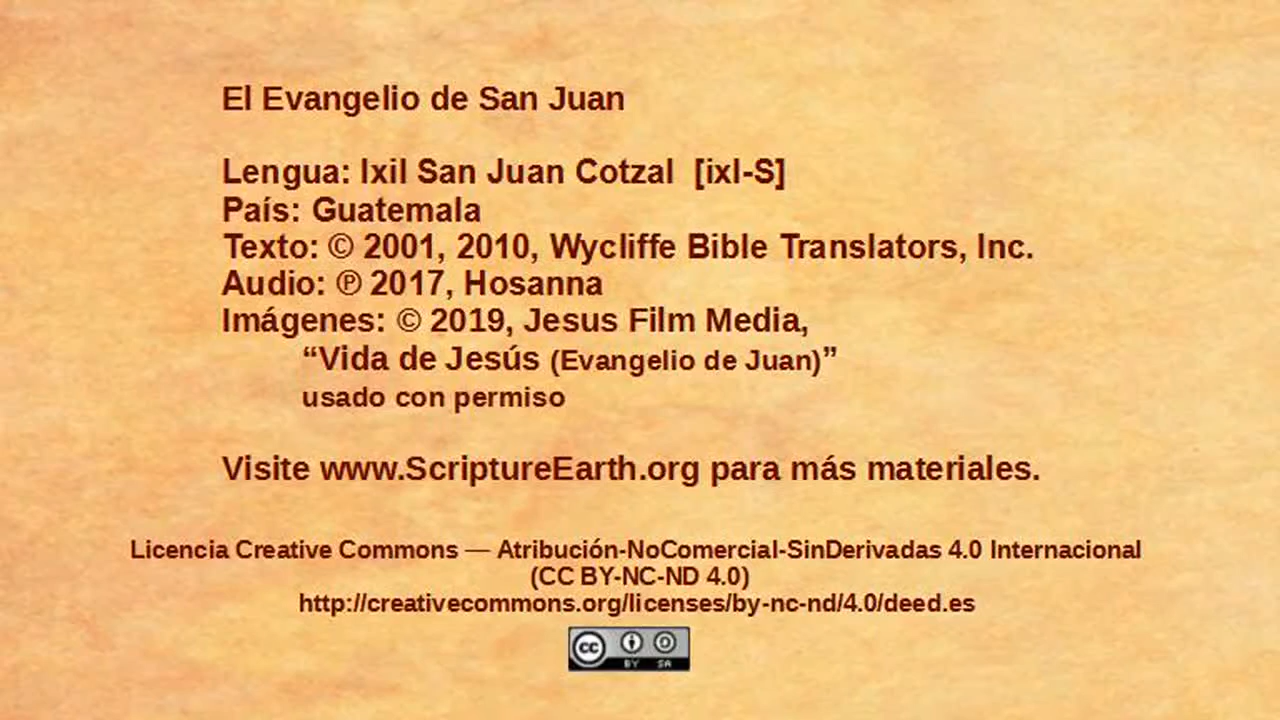 El Evangelio de San Juan
Lengua: Ixil San Juan Cotzal [ixl-S]
País: Guatemala
Texto: © 2001, 2010, Wycliffe Bible Translators, Inc.
Audio: ℗ 2017, Hosanna
Imágenes: © 2019, Jesus Film Media,
“Vida de Jesús (Evangelio de Juan)”
usado con permiso
Visite www.ScriptureEarth.org para más materiales.
Licencia Creative Commons — Atribución-NoComercial-SinDerivadas 4.0 Internacional
(CC BY-NC-ND 4.0)
http://creativecommons.org/licenses/by-nc-nd/4.0/deed.es
cc
BY SA